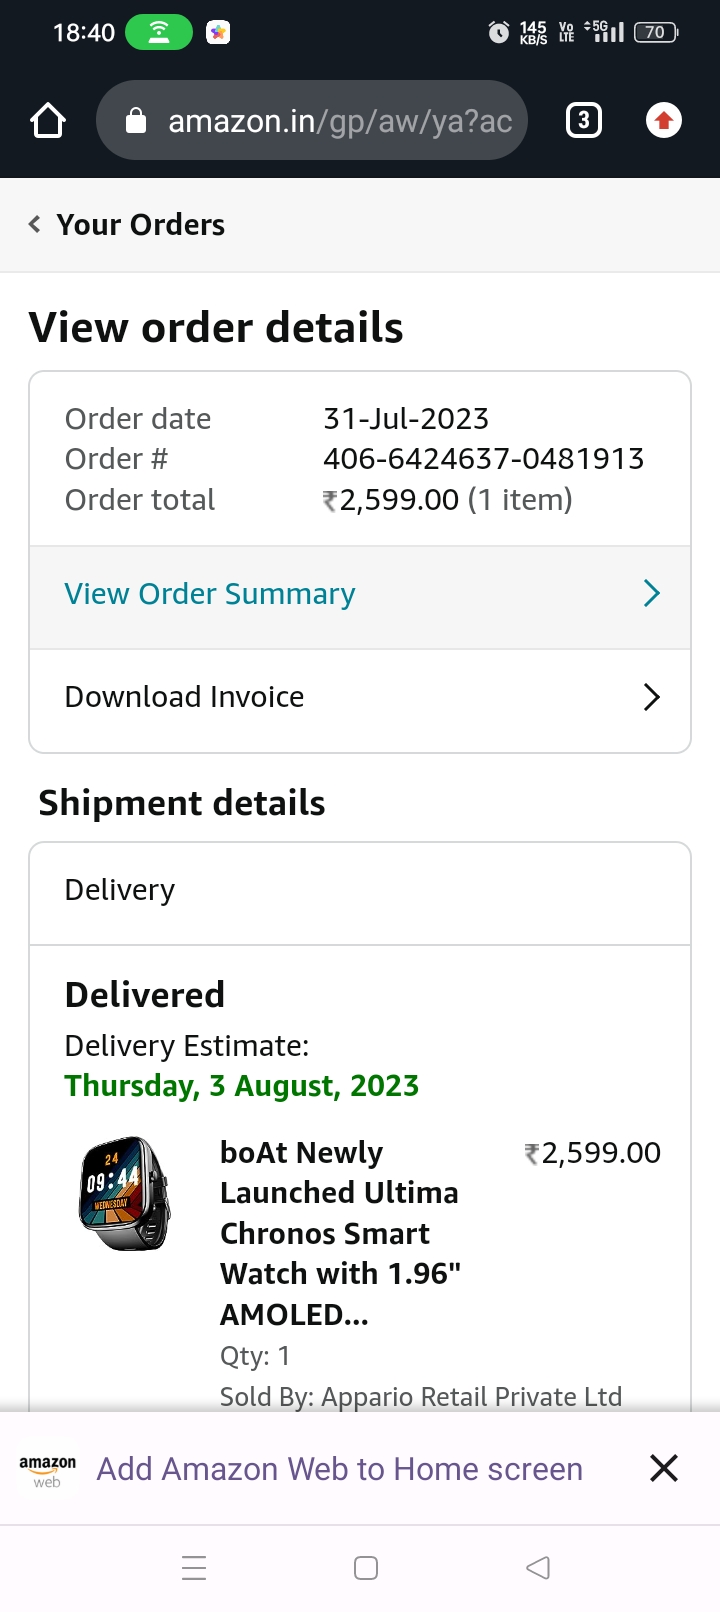 18:40
145
KB/S
Vo
LTE
5G
70
amazon.in/gp/aw/ya?ac
3
Your Orders
View order details
Order date 31-Jul-2023
Order # 406-6424637-0481913
Order total ₹2,599.00 (1 item)
View Order Summary
Download Invoice
Shipment details
Delivery
Delivered
Delivery Estimate:
Thursday, 3 August, 2023
24
09:44
WEDNESDAY
boAt Newly ₹2,599.00
Launched Ultima
Chronos Smart
Watch with 1.96"
AMOLED...
Qty: 1
Sold By: Appario Retail Private Ltd
amazon
web
Add Amazon Web to Home screen